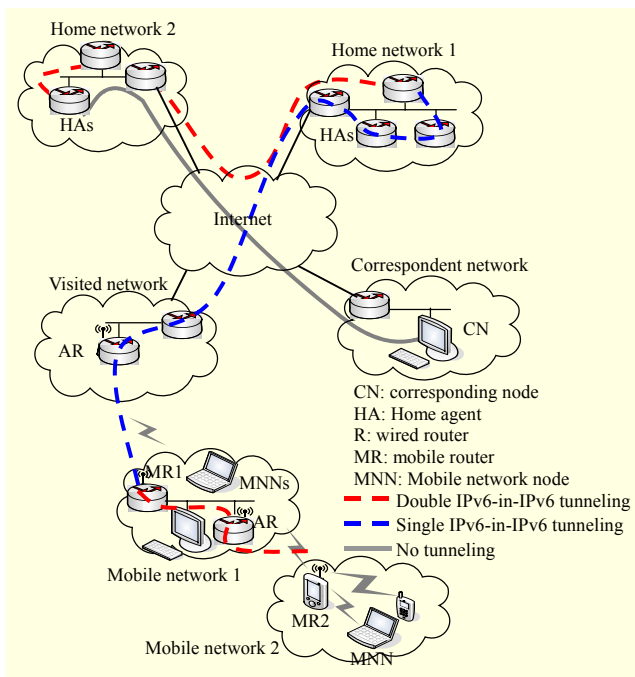 Home network 2
Home network 1
HAs
HAs
Internet
Visited network
Correspondent network
AR
CN
CN: corresponding node
HA: Home agent
R: wired router
MR: mobile router
MNN: Mobile network node
Double IPv6-in-IPv6 tunneling
Single IPv6-in-IPv6 tunneling
No tunneling
MR1
MNNs
AR
Mobile network 1
MR2
Mobile network 2
MNN